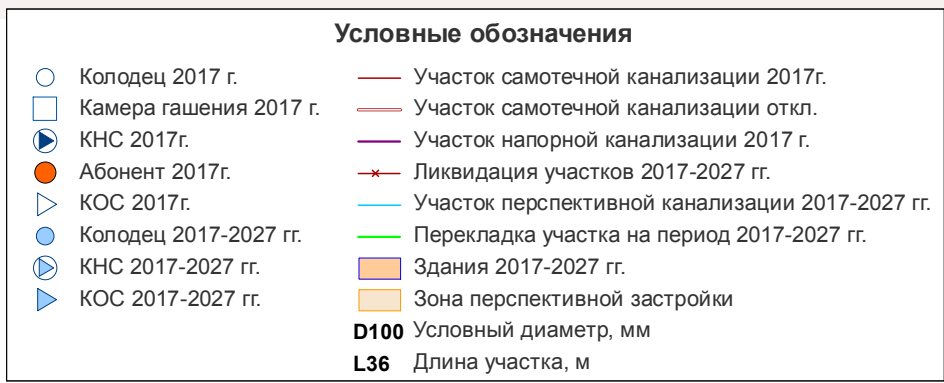 Условные обозначения
Колодец 2017 г.
Камера гашения 2017 г.
КНС 2017г.
Абонент 2017г.
КОС 2017г.
Колодец 2017-2027 гг.
КНС 2017-2027 гг.
КОС 2017-2027 гг.
Участок самотечной канализации 2017г.
Участок самотечной канализации откл.
Участок напорной канализации 2017 г.
Ликвидация участков 2017-2027 гг.
Участок перспективной канализации 2017-2027 гг.
Перекладка участка на период 2017-2027 гг.
Здания 2017-2027 гг.
Зона перспективной застройки
D100 Условный диаметр, мм
L36 Длина участка, м